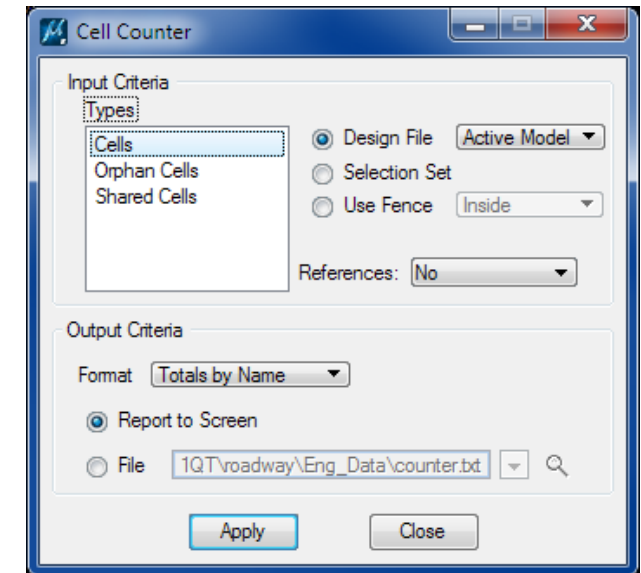 Cell Counter
Input Criteria
Types
Cells
Orphan Cells
Shared Cells
Design File Active Model
Selection Set
Use Fence Inside
References: No
Output Criteria
Format Totals by Name
Report to Screen
File 1QT\roadway\Eng_Data\counter.txt
Apply Close